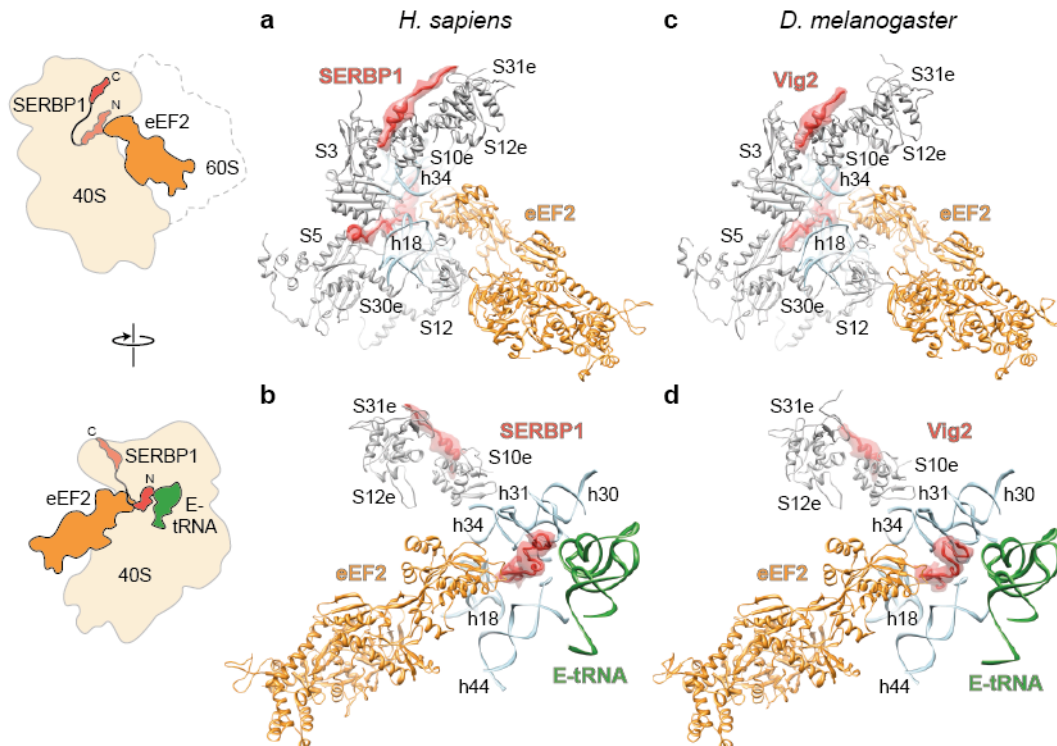 a
H. sapiens
c
D. melanogaster
C
SERBP1
N
eEF2
60S
40S
SERBP1
S31e
S3
S10e
S12e
h34
eEF2
S5
h18
S30e
S12
Vig2
S31e
S3
S10e
S12e
h34
eEF2
S5
h18
S30e
S12
b
d
C
SERBP1
N
eEF2
E-
tRNA
40S
S31e
SERBP1
S10e
S12e
h31
h30
h34
eEF2
h18
E-tRNA
h44
S31e
Vig2
S10e
S12e
h31
h30
h34
eEF2
h18
E-tRNA
h44